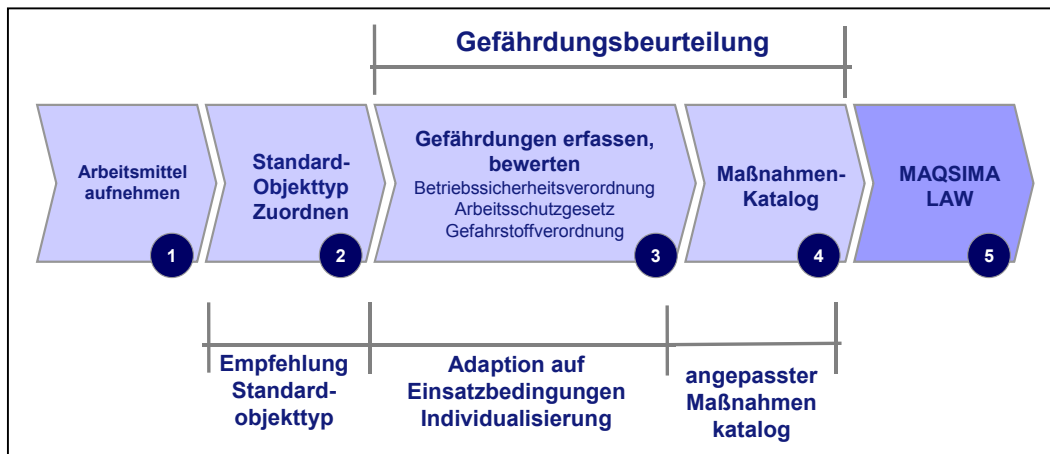 Gefährdungsbeurteilung
Arbeitsmittel
aufnehmen
1
Standard-
Objekttyp
Zuordnen
2
Gefährdungen erfassen,
bewerten
Betriebssicherheitsverordnung
Arbeitsschutzgesetz
Gefahrstoffverordnung
3
Maßnahmen-
Katalog
4
MAQSIMA
LAW
5
Empfehlung
Standard-
objekttyp
Adaption auf
Einsatzbedingungen
Individualisierung
angepasster
Maßnahmen
katalog